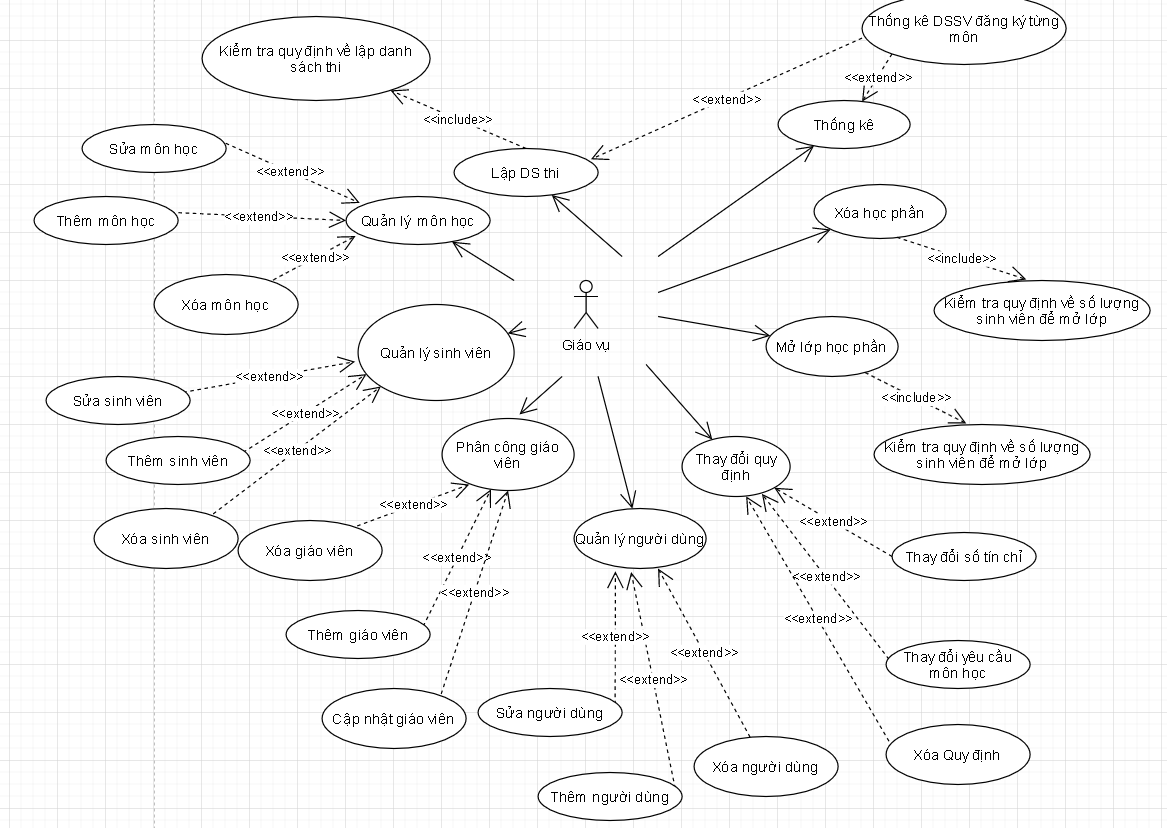 Thống kê DSSV đăng ký từng
môn
Kiểm tra quy định về lập danh
sách thi
<<extend>>
<<extend>>
<<include>>
Thống kê
Sửa môn học
<<extend>>
Lập DS thi
Thêm môn học
<<extend>>
Quản lý môn học
Xóa học phần
<<extend>>
<<include>>
Xóa môn học
Kiểm tra quy định về số lượng
sinh viên để mở lớp
Giáo vụ
Quản lý sinh viên
Mở lớp học phần
<<extend>>
Sửa sinh viên
<<include>>
<<extend>>
Phân công giáo
viên
Kiểm tra quy định về số lượng
sinh viên để mở lớp
<<extend>>
Thêm sinh viên
Thay đổi quy
định
<<extend>>
<<extend>>
Xóa sinh viên
Xóa giáo viên
Quản lý người dùng
<<extend>>
Thay đổi số tín chỉ
<<extend>>
<<extend>>
<<extend>>
Thêm giáo viên
<<extend>>
<<extend>>
<<extend>>
Thay đổi yêu cầu
môn học
<<extend>>
Cập nhật giáo viên
Sửa người dùng
Xóa Quy định
Xóa người dùng
Thêm người dùng